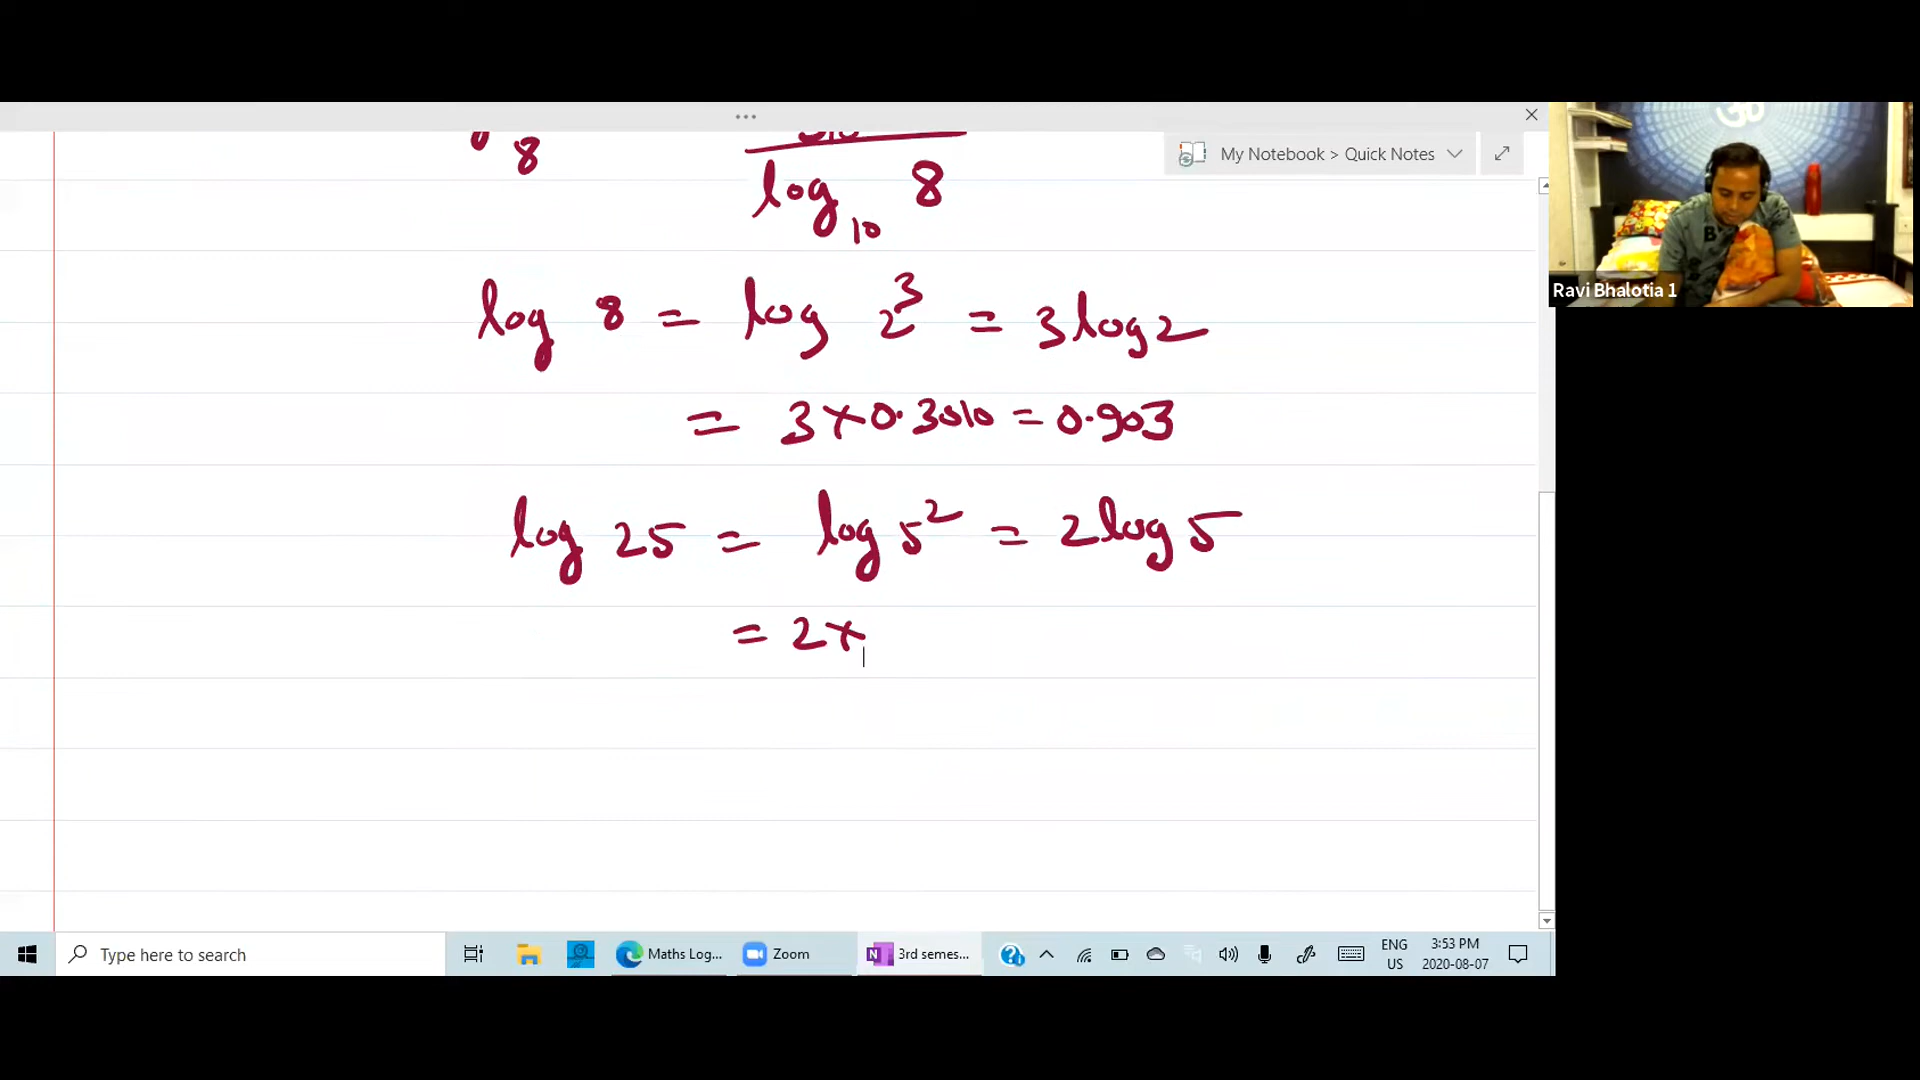 My Notebook > Quick Notes
8
log₁₀ 8
log 8 = log 2³ = 3 log 2
= 3 × 0.3010 = 0.903
log 25 = log 5² = 2 log 5
= 2 ×
Ravi Bhalotia 1
Type here to search
Maths Log...
Zoom
3rd semes...
ENG
US
3:53 PM
2020-08-07